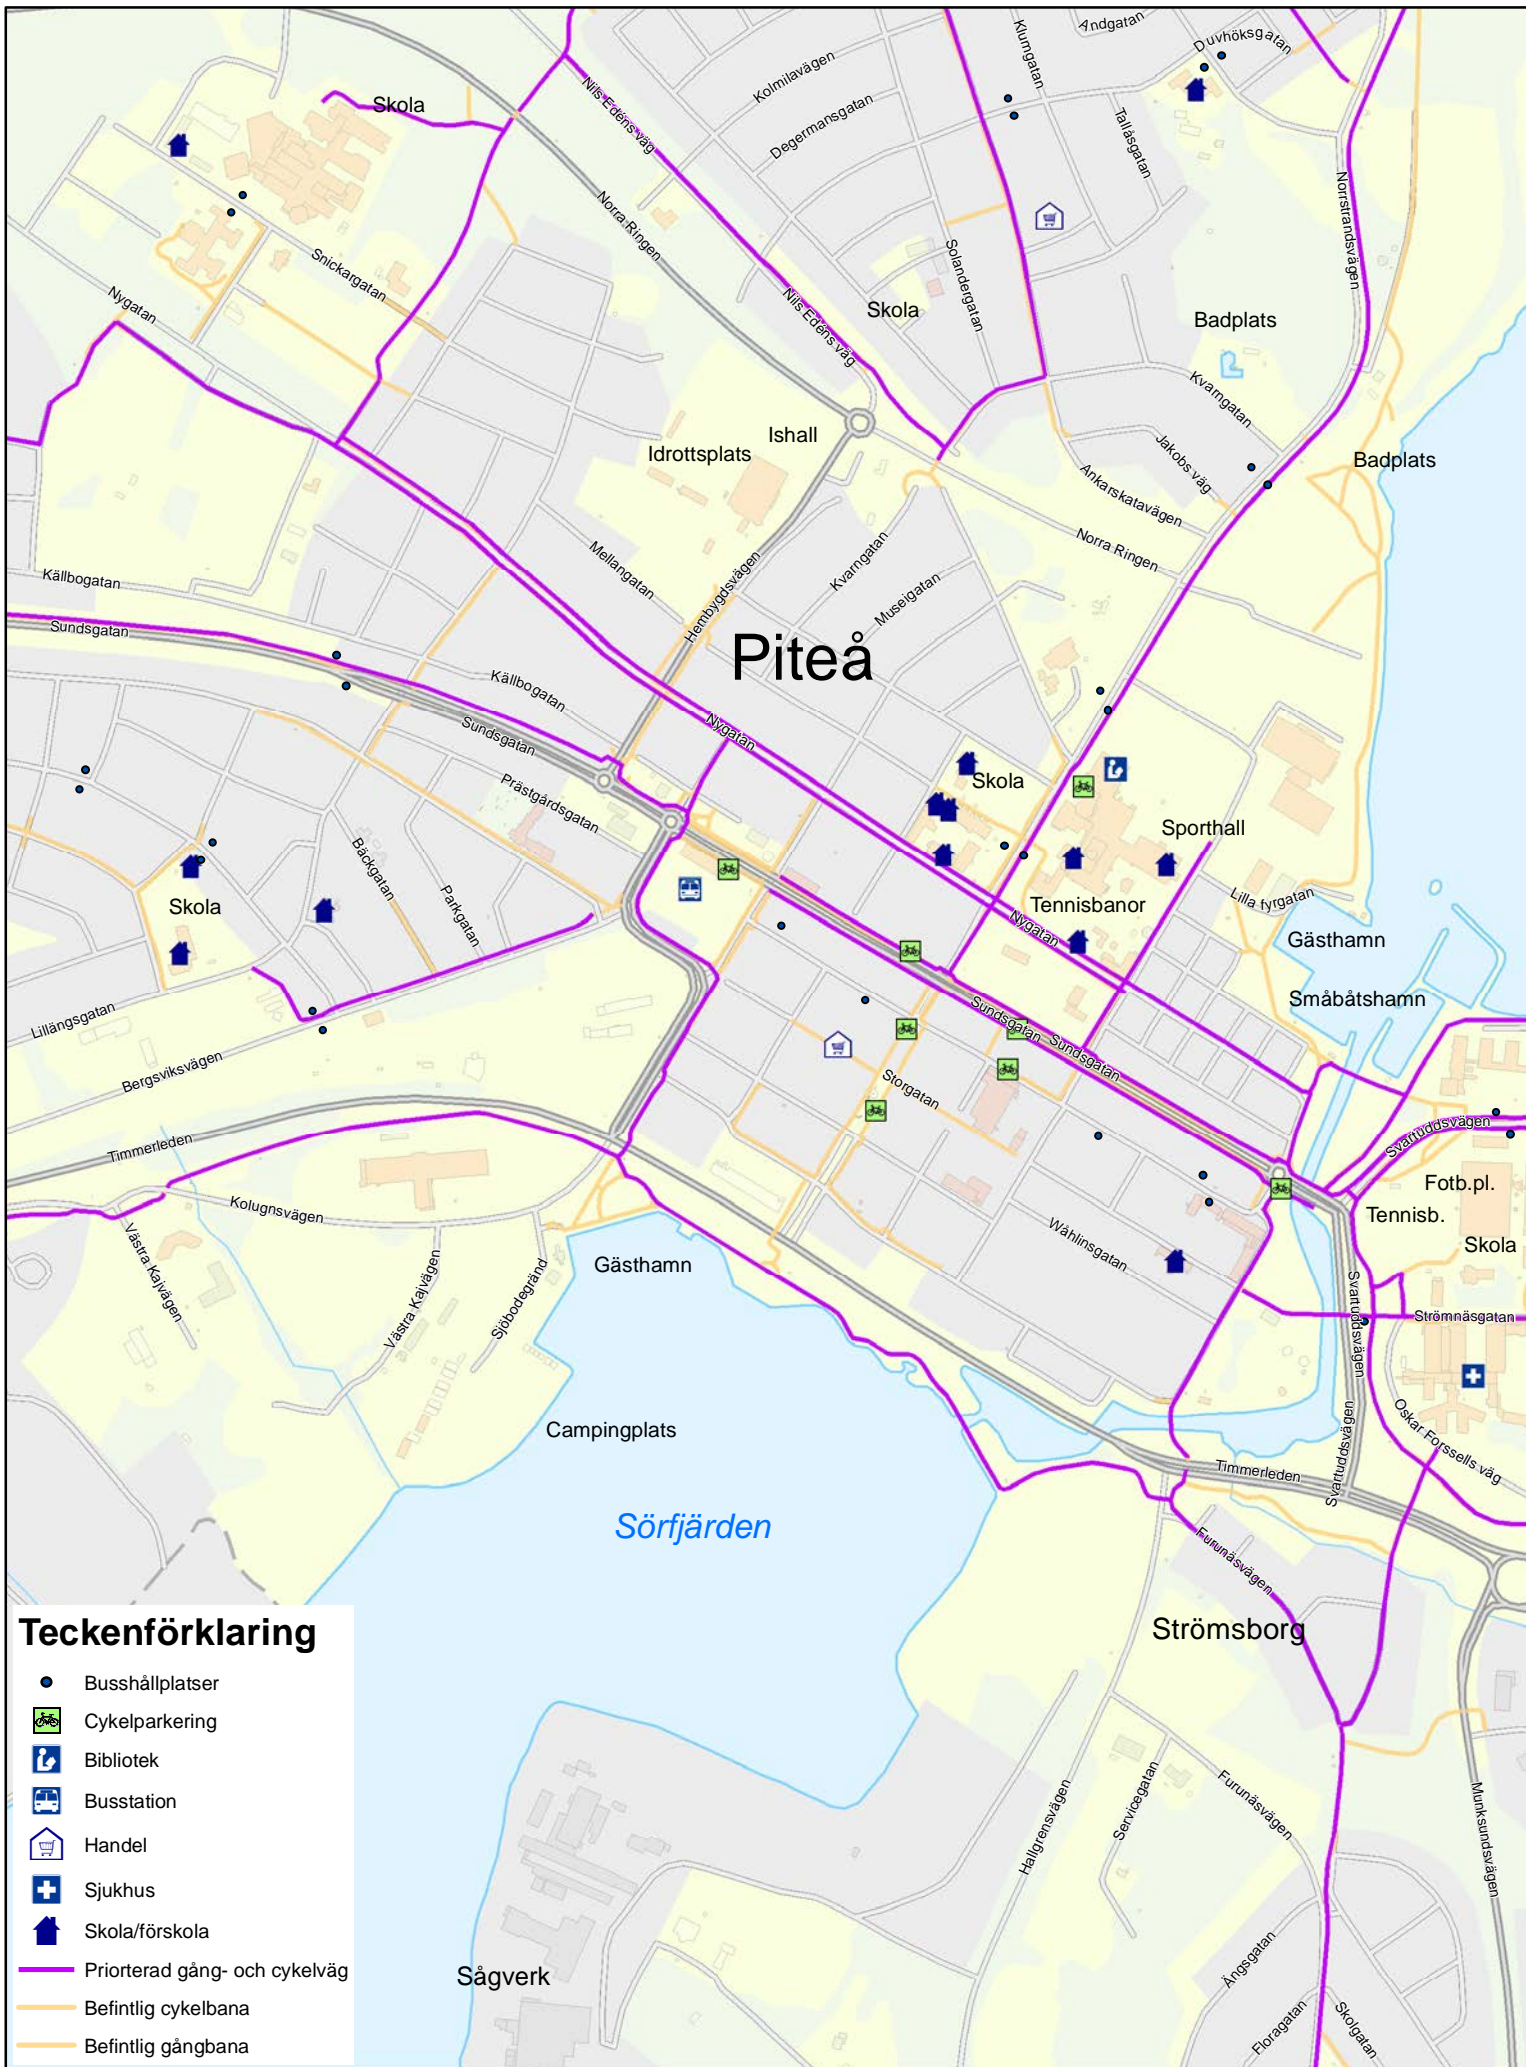 Andgatan
Klumgatan
Duvhöksgatan
Kolmilavägen
Nils Edéns väg
Skola
Degermansgatan
Tallåsgatan
Norra Ringen
Norrstrandsvägen
Snickargatan
Solandergatan
Nygatan
Nils Edéns väg
Skola
Badplats
Kvarngatan
Ishall
Idrottsplats
Jakobs väg
Badplats
Ankarskatavägen
Norra Ringen
Mellangatan
Kvarngatan
Källbogatan
Hembygdsvägen
Museigatan
Sundsgatan
Piteå
Källbogatan
Sundsgatan
Nygatan
Skola
Prästgårdsgatan
Sporthall
Bäckgatan
Parkgatan
Skola
Tennisbanor
Lilla fyrgatan
Nygatan
Gästhamn
Småbåtshamn
Lillängsgatan
Sundsgatan
Sundsgatan
Bergsviksvägen
Storgatan
Timmerleden
Svartuddsvägen
Fotb.pl.
Tennisb.
Kolugnsvägen
Wåhlinsgatan
Skola
Västra Kajvägen
Gästhamn
Västra Kajvägen
Sjöbodegränd
Svartuddsvägen
Strömnäsgatan
Campingplats
Oskar Forssells väg
Svartuddsvägen
Timmerleden
Sörfjärden
Furunäsvägen
Strömsborg
Hallgrensvägen
Servicegatan
Furunäsvägen
Munksundsvägen
Sågverk
Ängsgatan
Floragatan
Skolgatan
Teckenförklaring
Busshållplatser
Cykelparkering
Bibliotek
Busstation
Handel
Sjukhus
Skola/förskola
Priorterad gång- och cykelväg
Befintlig cykelbana
Befintlig gångbana